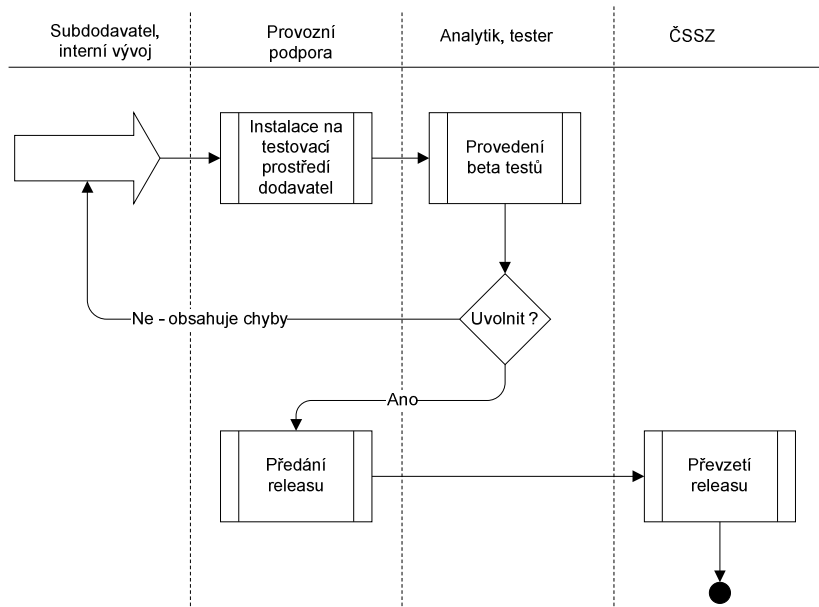 Subdodavatel,
interní vývoj
Provozní
podpora
Analytik, tester
ČSSZ
Instalace na
testovací
prostředí
dodavatel
Provedení
beta testů
Uvolnit ?
Ne - obsahuje chyby
Ano
Předání
releasu
Převzetí
releasu